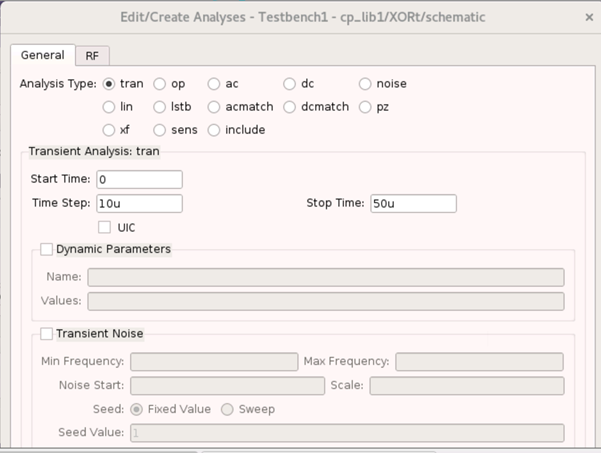 Edit/Create Analyses - Testbench1 - cp_lib1/XORt/schematic ×
General RF
Analysis Type: tran op ac dc noise
lin lstb acmatch dcmatch pz
xf sens include
Transient Analysis: tran
Start Time: 0
Time Step: 10u Stop Time: 50u
UIC
Dynamic Parameters
Name:
Values:
Transient Noise
Min Frequency: Max Frequency:
Noise Start: Scale:
Seed: Fixed Value Sweep
Seed Value: 1